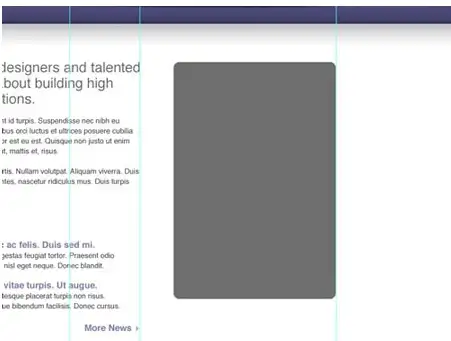 designers and talented
bout building high
tions.
id turpis. Suspendisse nec nibh eu
bus orci luctus et ultrices posuere cubilia
or est eu est. Quisque non justo ut enim
it, mattis et, risus.
rtis. Nullam volutpat. Aliquam viverra. Duis
ntes, nascetur ridiculus mus. Duis turpis
ac felis. Duis sed mi.
gestas feugiat tortor. Praesent odio
nisl eget neque. Donec blandit.
vitae turpis. Ut augue.
tesque placerat turpis non risus.
ue bibendum facilisis. Donec cursus.
More News